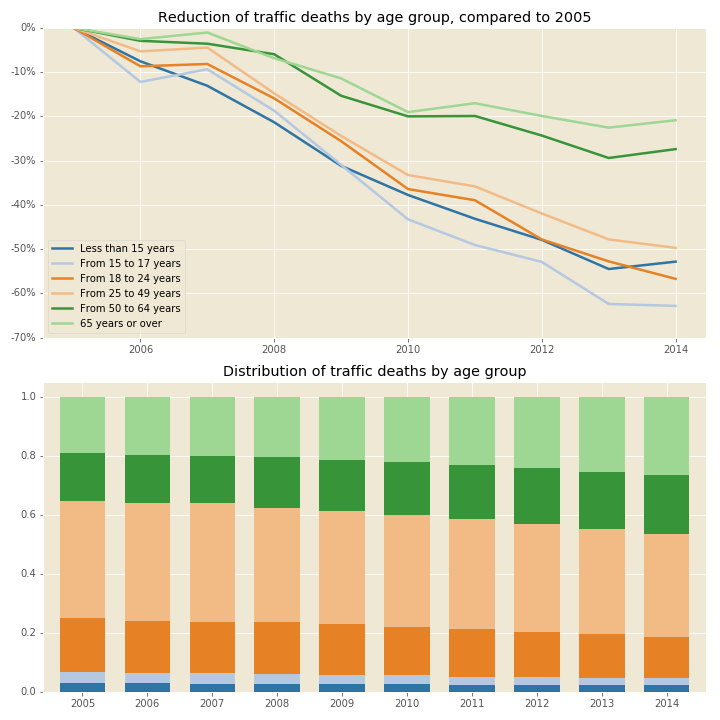 Reduction of traffic deaths by age group, compared to 2005
0%
-10%
-20%
-30%
-40%
-50%
-60%
-70%
Less than 15 years
From 15 to 17 years
From 18 to 24 years
From 25 to 49 years
From 50 to 64 years
65 years or over
2006 2008 2010 2012 2014
Distribution of traffic deaths by age group
1.0
0.8
0.6
0.4
0.2
0.0
2005 2006 2007 2008 2009 2010 2011 2012 2013 2014